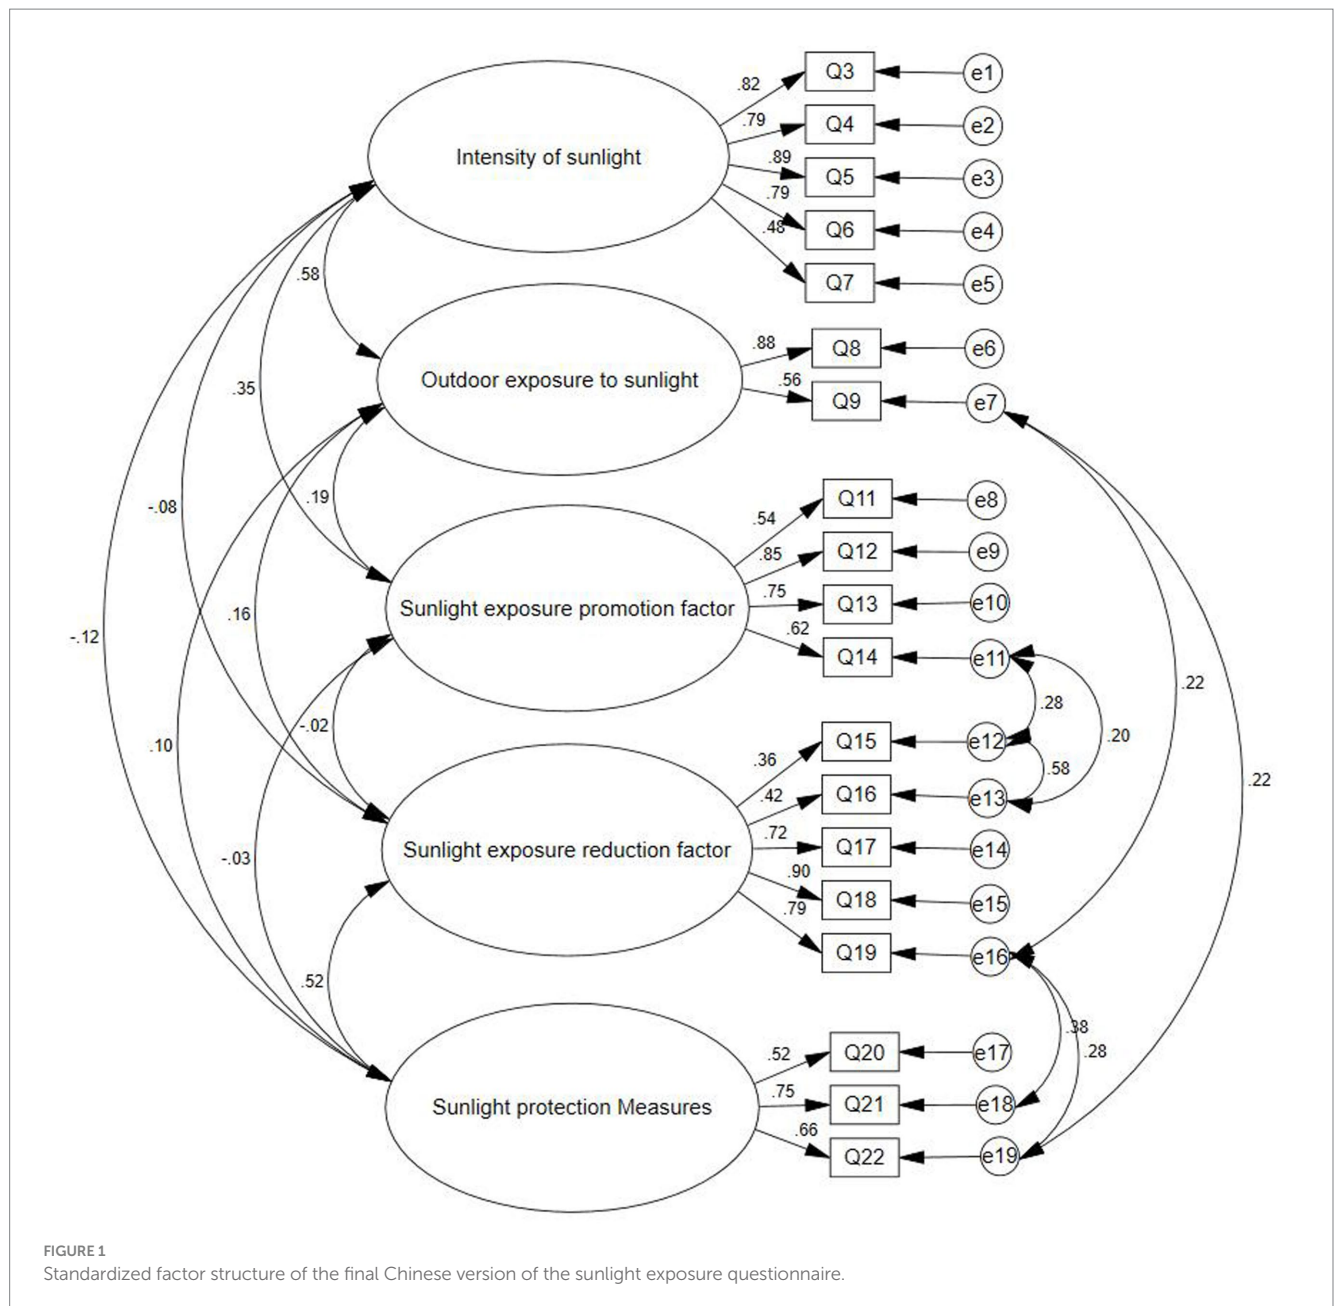 .82
Q3
e1
.79
Q4
e2
Intensity of sunlight
.89
Q5
e3
.79
Q6
e4
.48
Q7
e5
.58
.88
Q8
e6
Outdoor exposure to sunlight
.56
Q9
e7
.35
.19
-.08
.54
Q11
e8
.85
Q12
e9
.75
Q13
e10
Sunlight exposure promotion factor
.16
.62
Q14
e11
-.12
.22
.28
-.02
.20
.10
.36
Q15
e12
.58
.42
Q16
e13
.22
.72
Q17
e14
Sunlight exposure reduction factor
-.03
.90
Q18
e15
.79
Q19
e16
.52
.38
.28
.52
Q20
e17
.75
Q21
e18
Sunlight protection Measures
.66
Q22
e19
FIGURE 1
Standardized factor structure of the final Chinese version of the sunlight exposure questionnaire.